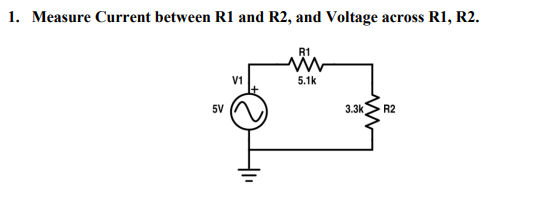 1. Measure Current between R1 and R2, and Voltage across R1, R2.
R1
V1
5.1k
+
5V
3.3k
R2